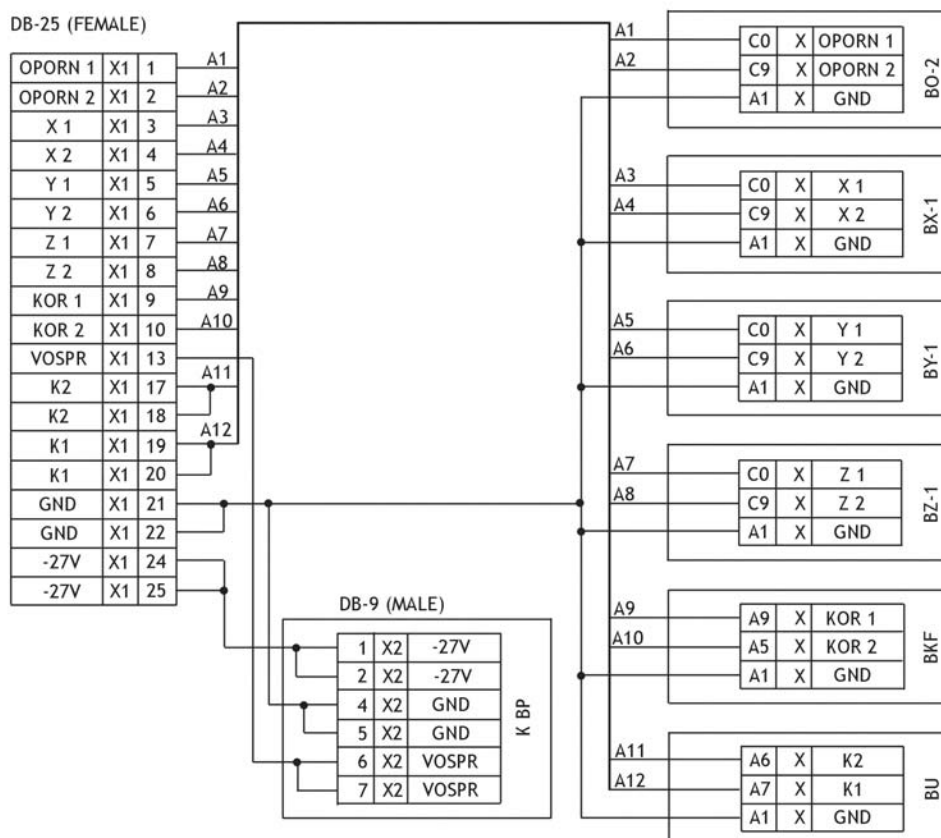 DB-25 (FEMALE)
OPORN 1 X1 1 A1
OPORN 2 X1 2 A2
X 1 X1 3 A3
X 2 X1 4 A4
Y 1 X1 5 A5
Y 2 X1 6 A6
Z 1 X1 7 A7
Z 2 X1 8 A8
KOR 1 X1 9 A9
KOR 2 X1 10 A10
VOSPR X1 13
K2 X1 17 A11
K2 X1 18
K1 X1 19 A12
K1 X1 20
GND X1 21
GND X1 22
-27V X1 24
-27V X1 25
DB-9 (MALE)
1 X2 -27V
2 X2 -27V
4 X2 GND
5 X2 GND
6 X2 VOSPR
7 X2 VOSPR
K BP
A1 C0 X OPORN 1
A2 C9 X OPORN 2
A1 X GND
BO-2
A3 C0 X X 1
A4 C9 X X 2
A1 X GND
BX-1
A5 C0 X Y 1
A6 C9 X Y 2
A1 X GND
BY-1
A7 C0 X Z 1
A8 C9 X Z 2
A1 X GND
BZ-1
A9 A9 X KOR 1
A10 A5 X KOR 2
A1 X GND
BKF
A11 A6 X K2
A12 A7 X K1
A1 X GND
BU